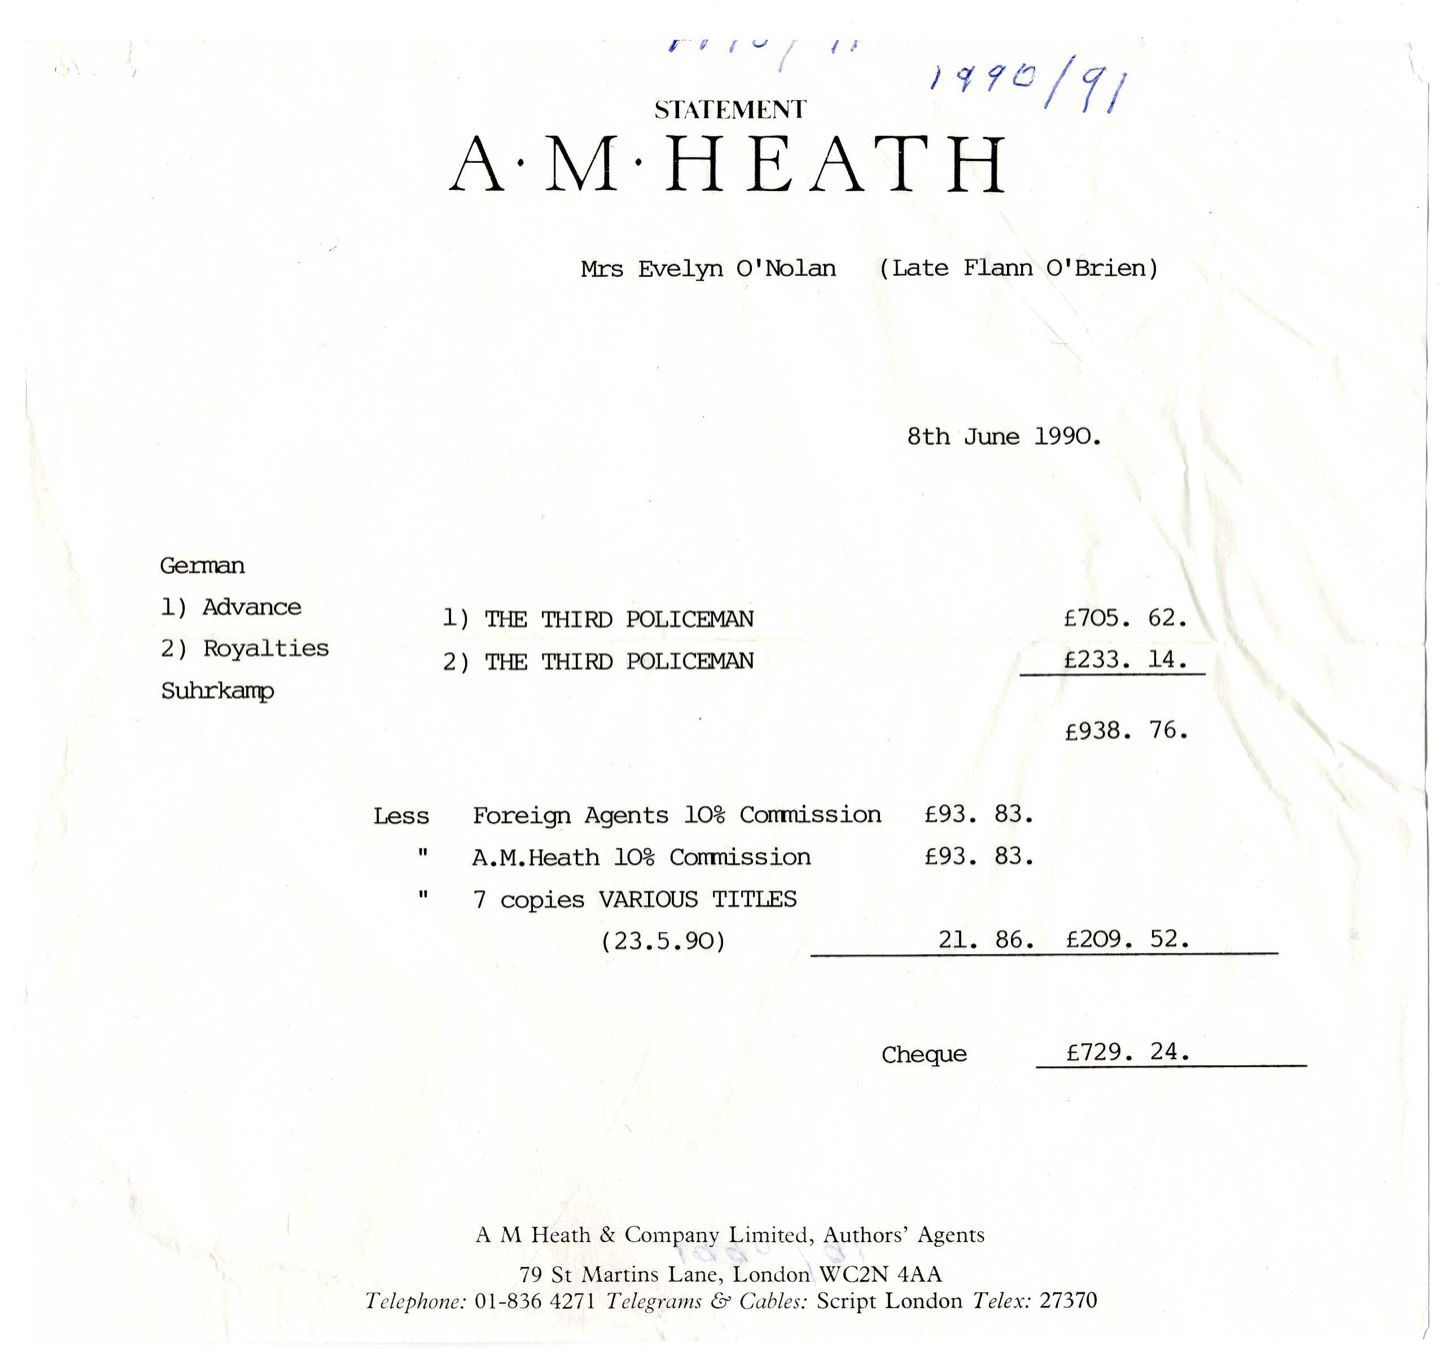 1990/91
STATEMENT
A·M·HEATH
Mrs Evelyn O'Nolan (Late Flann O'Brien)
8th June 1990.
German
1) Advance
2) Royalties
Suhrkamp
1) THE THIRD POLICEMAN £705. 62.
2) THE THIRD POLICEMAN £233. 14.
£938. 76.
Less Foreign Agents 10% Commission £93. 83.
" A.M.Heath 10% Commission £93. 83.
" 7 copies VARIOUS TITLES
(23.5.90) 21. 86. £209. 52.
Cheque £729. 24.
A M Heath & Company Limited, Authors' Agents
79 St Martins Lane, London WC2N 4AA
Telephone: 01-836 4271 Telegrams & Cables: Script London Telex: 27370